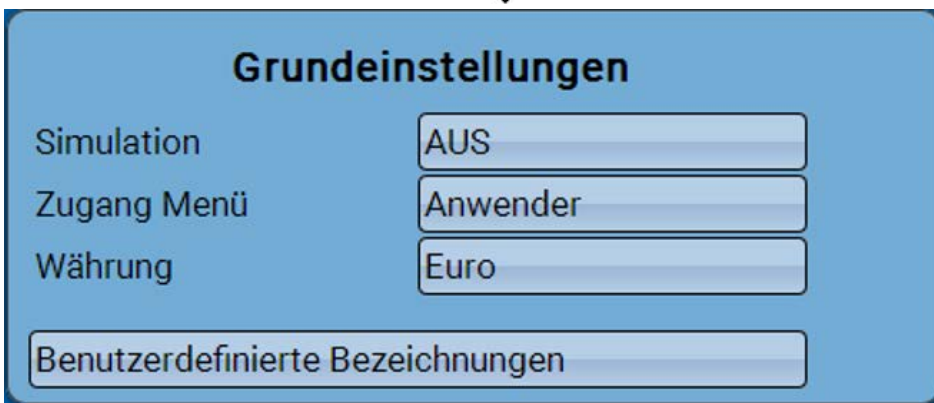 Grundeinstellungen
Simulation AUS
Zugang Menü Anwender
Währung Euro
Benutzerdefinierte Bezeichnungen